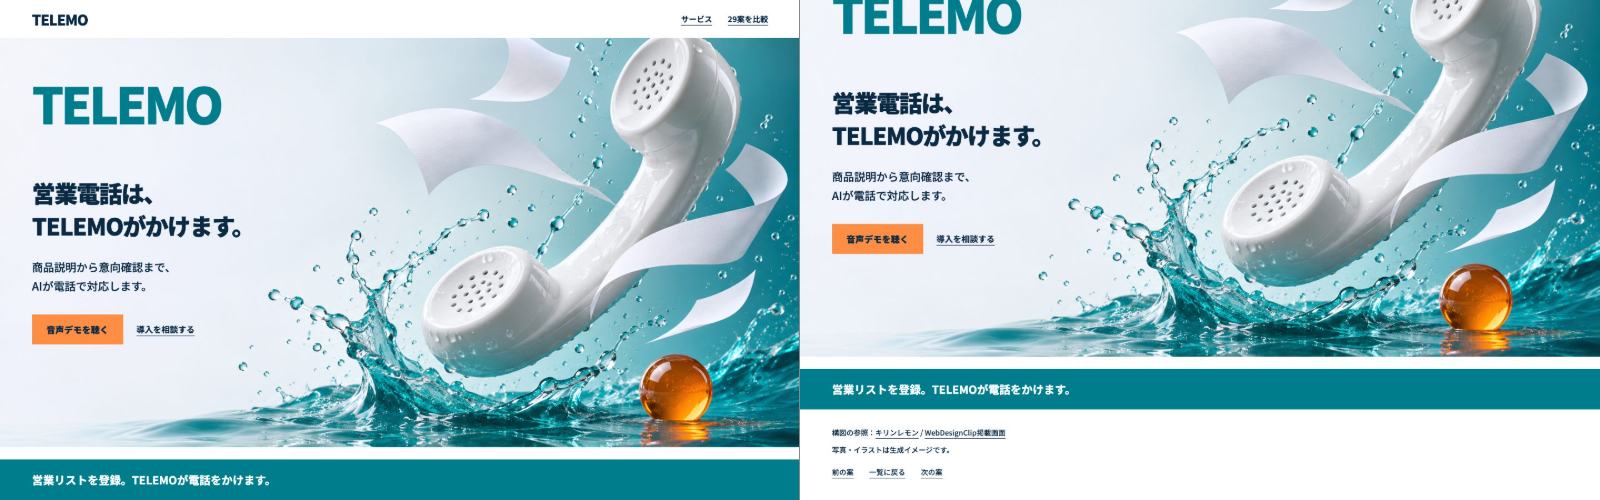 TELEMO
サービス
29案を比較
TELEMO
営業電話は、
TELEMOがかけます。
商品説明から意向確認まで、
AIが電話で対応します。
音声デモを聴く
導入を相談する
営業リストを登録。TELEMOが電話をかけます。
TELEMO
営業電話は、
TELEMOがかけます。
商品説明から意向確認まで、
AIが電話で対応します。
音声デモを聴く
導入を相談する
営業リストを登録。TELEMOが電話をかけます。
構図の参照：キリンレモン / WebDesignClip掲載画面
写真・イラストは生成イメージです。
前の案
一覧に戻る
次の案